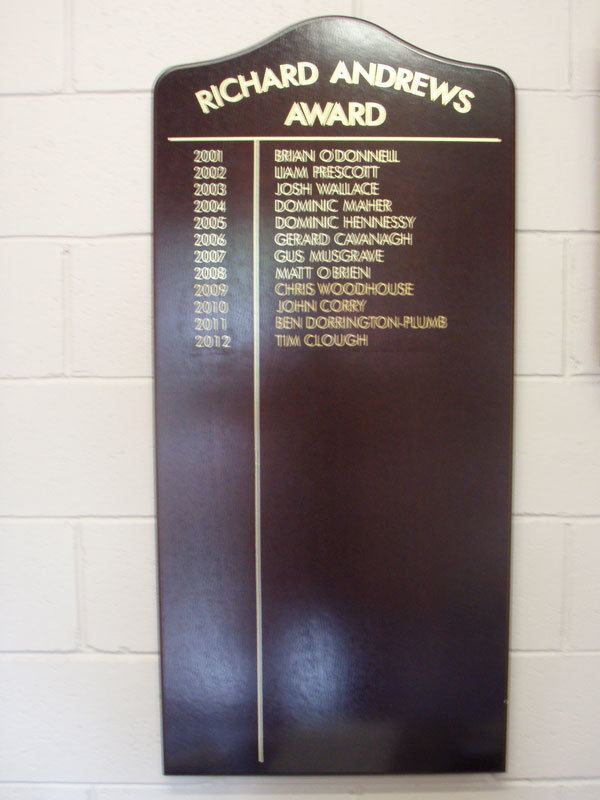 RICHARD ANDREWS
AWARD
2001 BRIAN O'DONNELL
2002 LIAM PRESCOTT
2003 JOSH WALLACE
2004 DOMINIC MAHER
2005 DOMINIC HENNESSY
2006 GERARD CAVANAGH
2007 GUS MUSGRAVE
2008 MATT O'BRIEN
2009 CHRIS WOODHOUSE
2010 JOHN CORRY
2011 BEN DORRINGTON-PLUMB
2012 TIM CLOUGH